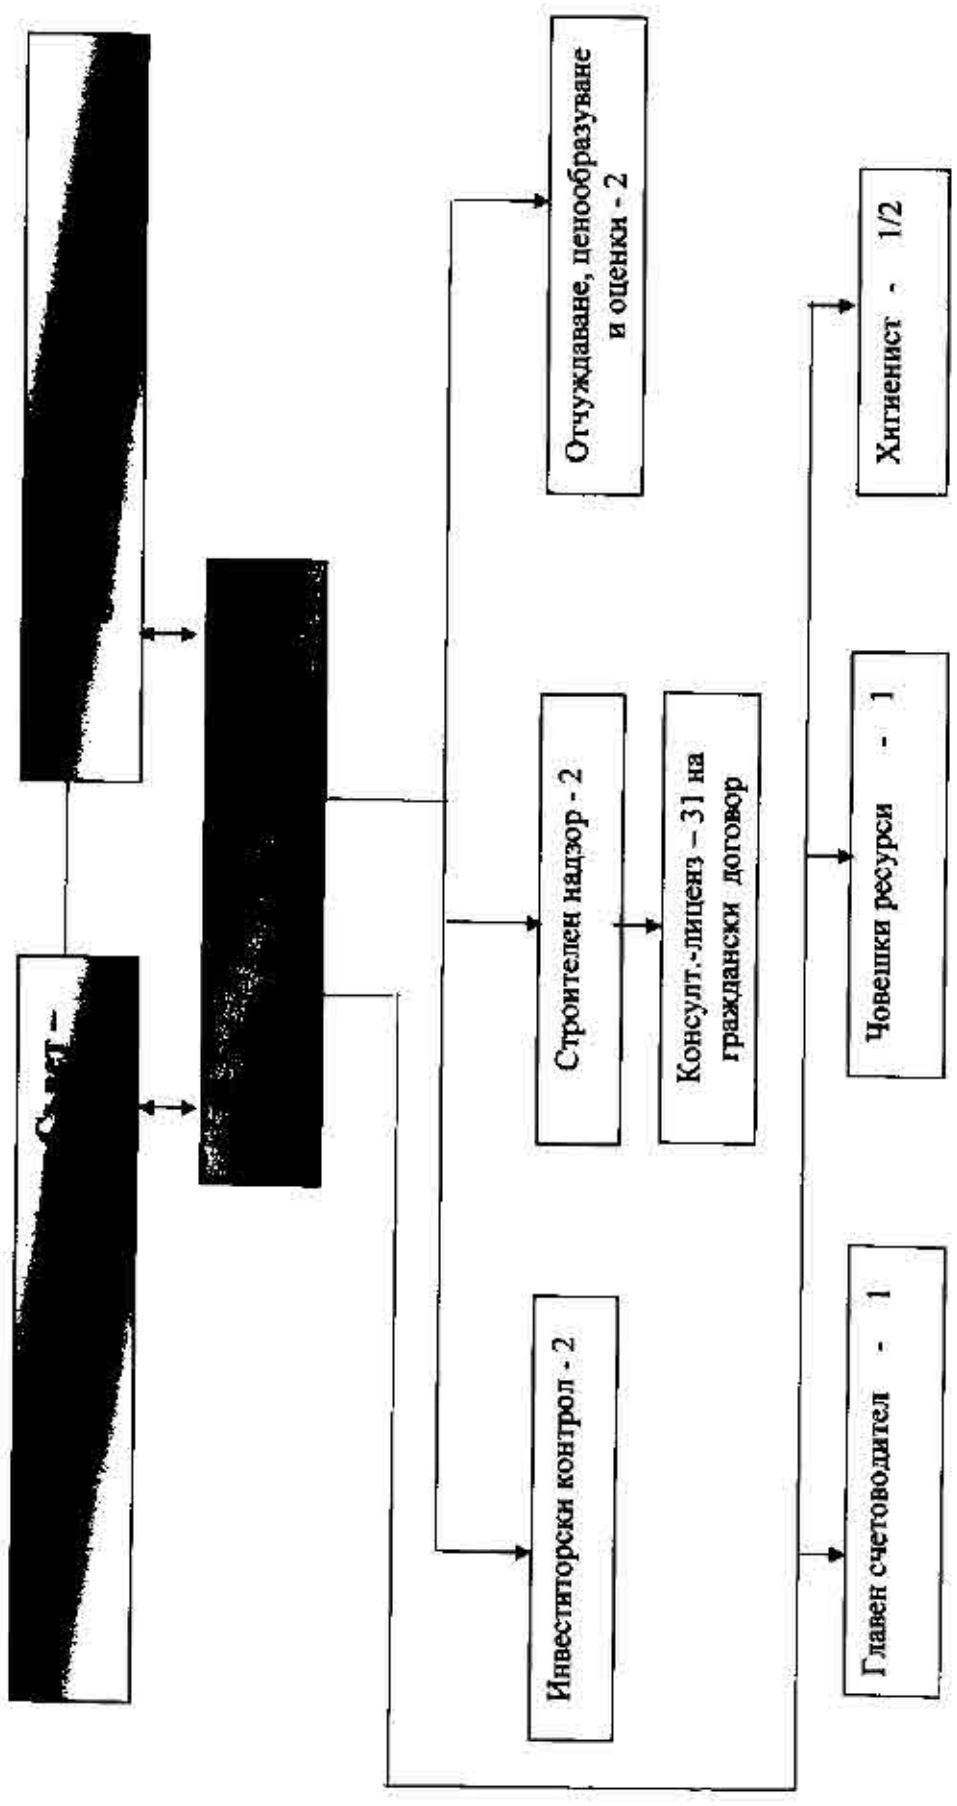 Инвеститорски контрол - 2
Строителен надзор - 2
Консулт.-лиценз – 31 на
граждански договор
Отчуждаване, ценообразуване
и оценки - 2
Главен счетоводител - 1
Човешки ресурси - 1
Хигиенист - 1/2